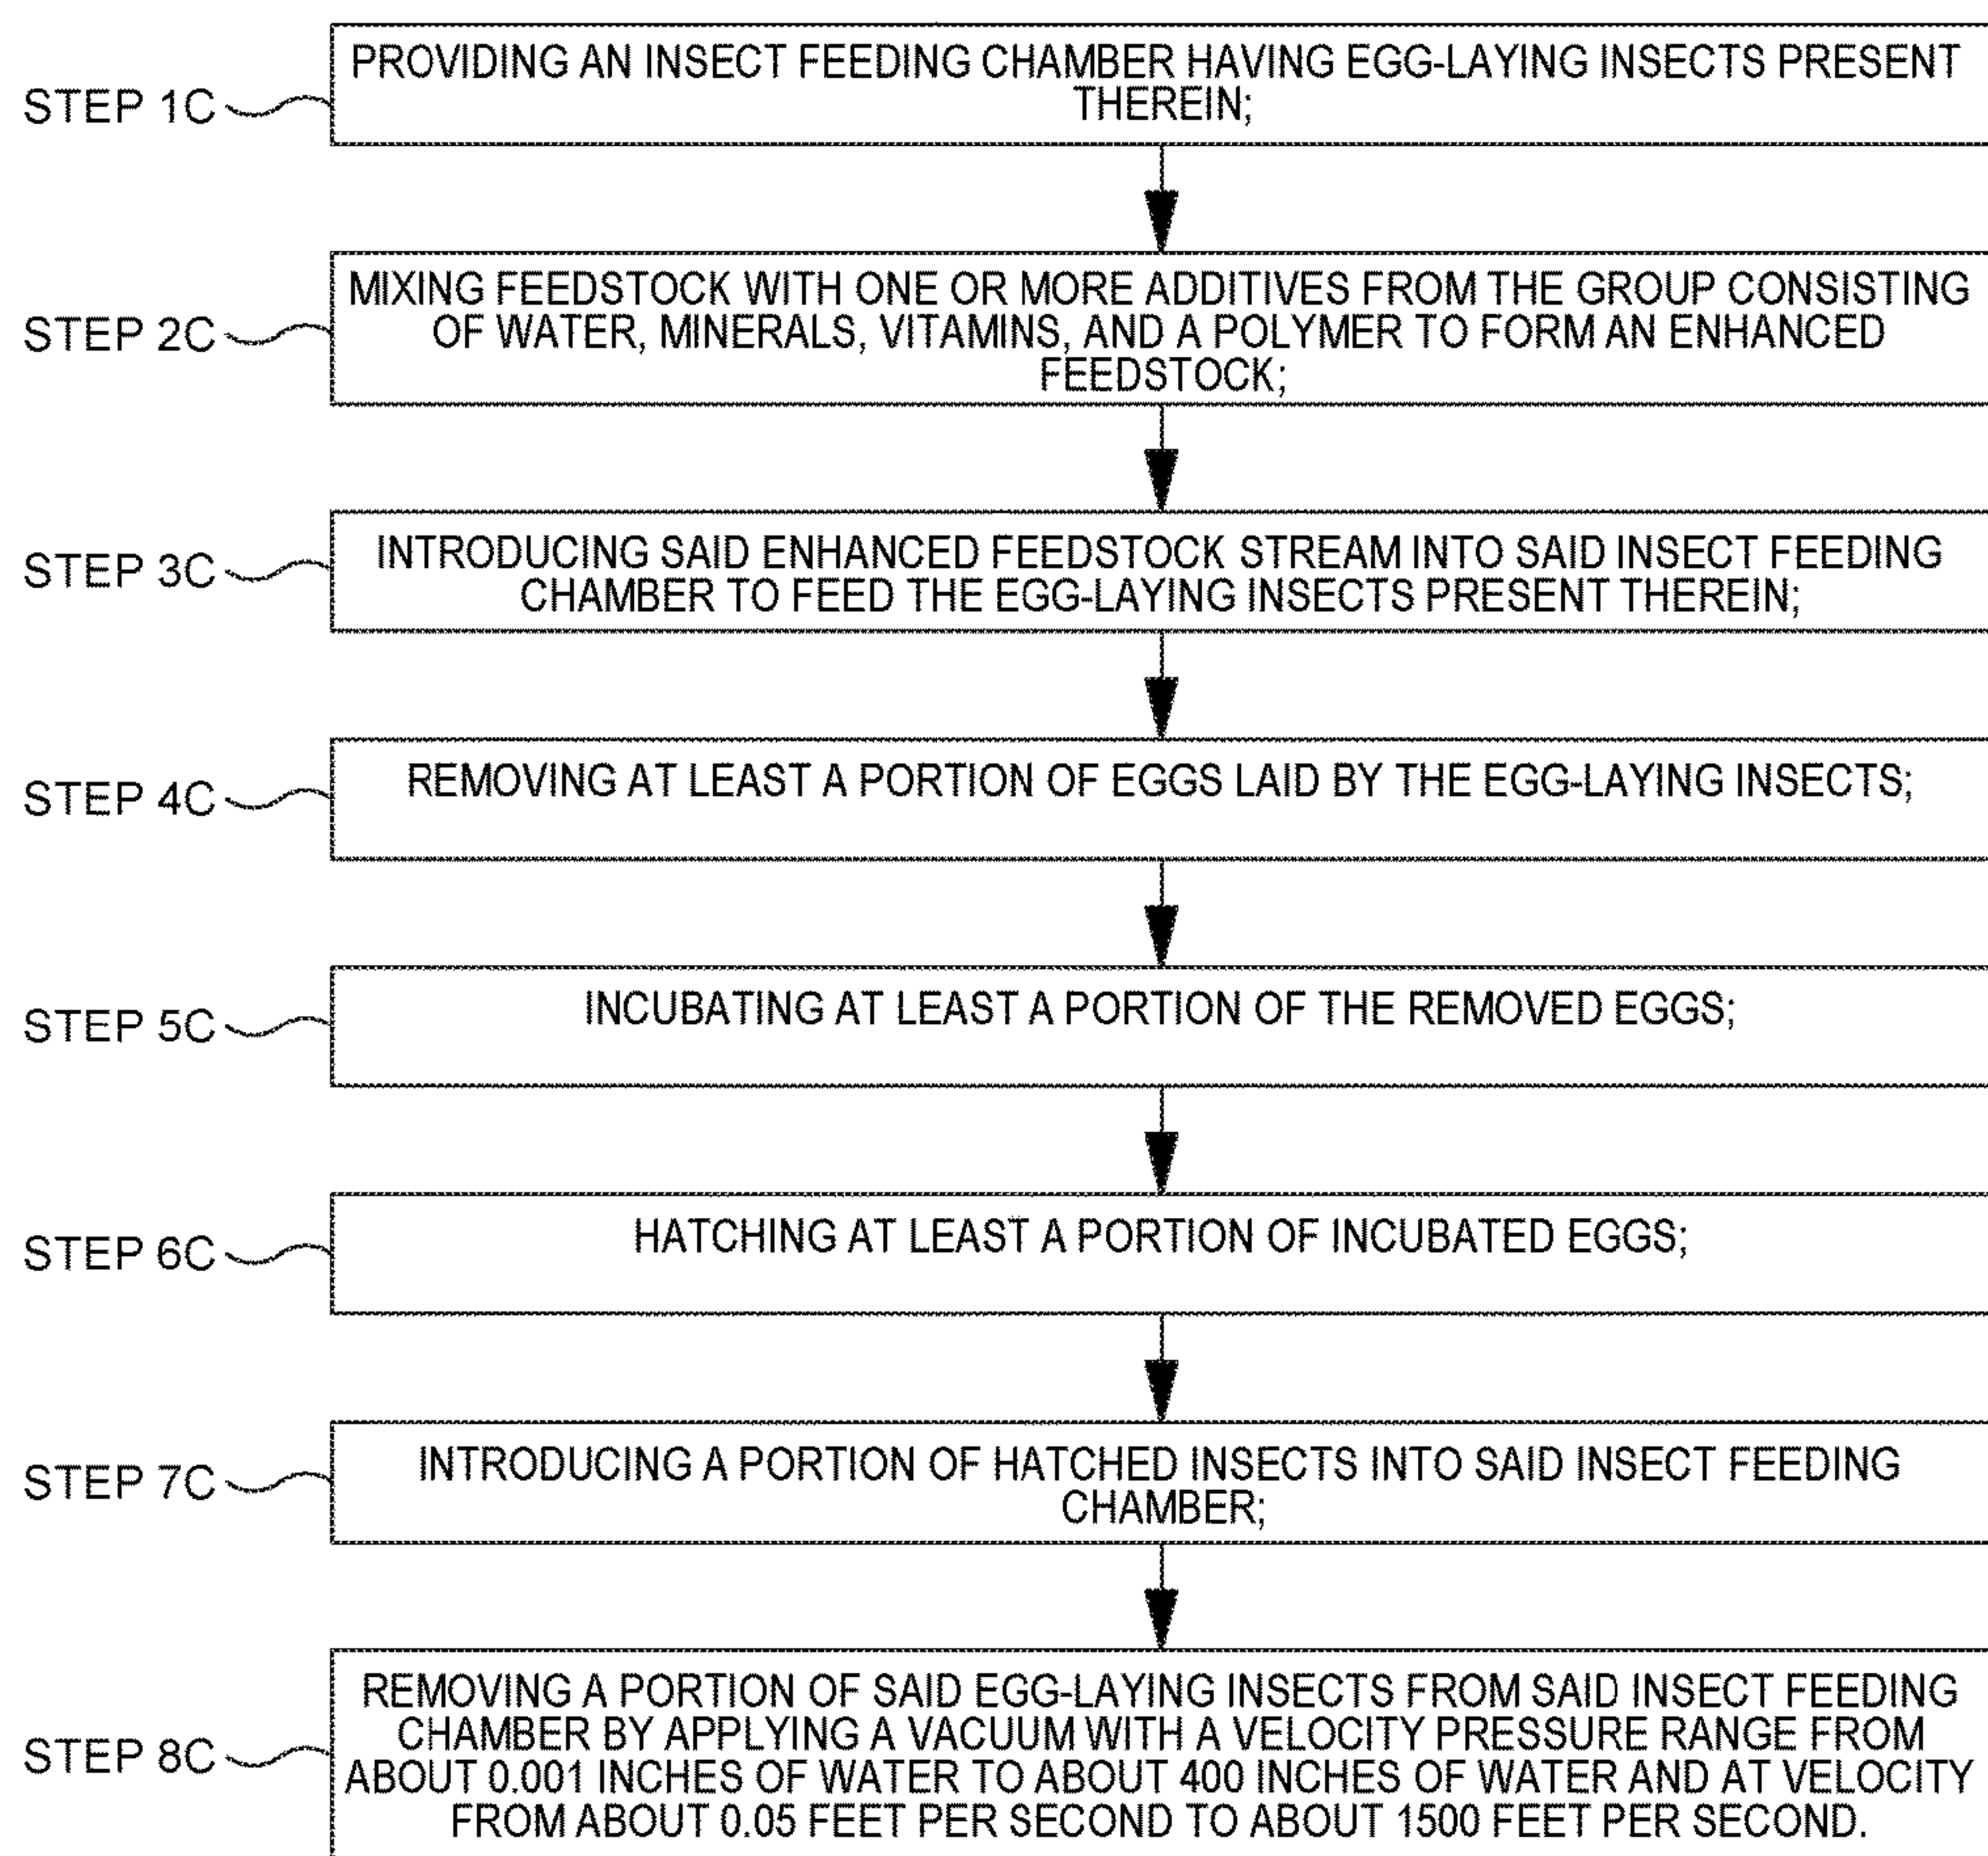 STEP 1C
PROVIDING AN INSECT FEEDING CHAMBER HAVING EGG-LAYING INSECTS PRESENT
THEREIN;
STEP 2C
MIXING FEEDSTOCK WITH ONE OR MORE ADDITIVES FROM THE GROUP CONSISTING
OF WATER, MINERALS, VITAMINS, AND A POLYMER TO FORM AN ENHANCED
FEEDSTOCK;
STEP 3C
INTRODUCING SAID ENHANCED FEEDSTOCK STREAM INTO SAID INSECT FEEDING
CHAMBER TO FEED THE EGG-LAYING INSECTS PRESENT THEREIN;
STEP 4C
REMOVING AT LEAST A PORTION OF EGGS LAID BY THE EGG-LAYING INSECTS;
STEP 5C
INCUBATING AT LEAST A PORTION OF THE REMOVED EGGS;
STEP 6C
HATCHING AT LEAST A PORTION OF INCUBATED EGGS;
STEP 7C
INTRODUCING A PORTION OF HATCHED INSECTS INTO SAID INSECT FEEDING
CHAMBER;
STEP 8C
REMOVING A PORTION OF SAID EGG-LAYING INSECTS FROM SAID INSECT FEEDING
CHAMBER BY APPLYING A VACUUM WITH A VELOCITY PRESSURE RANGE FROM
ABOUT 0.001 INCHES OF WATER TO ABOUT 400 INCHES OF WATER AND AT VELOCITY
FROM ABOUT 0.05 FEET PER SECOND TO ABOUT 1500 FEET PER SECOND.